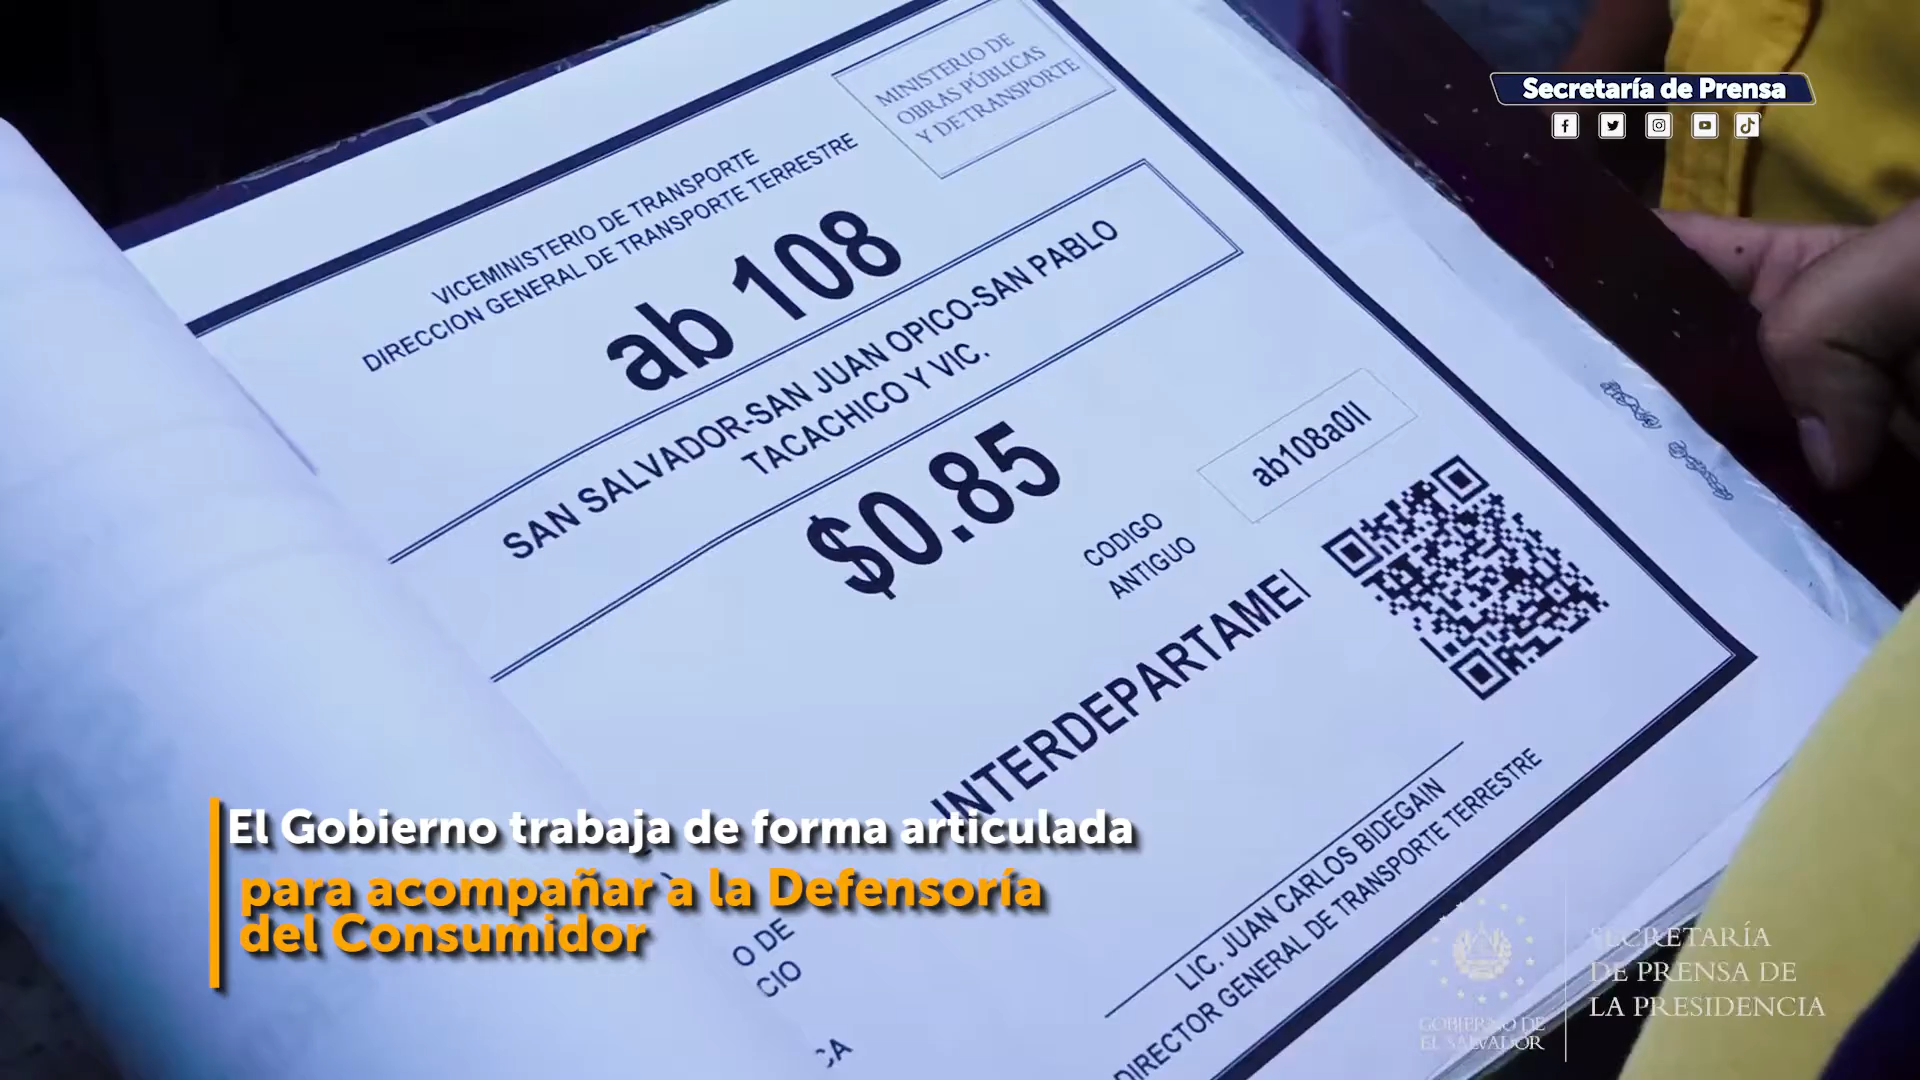 Secretaría de Prensa
MINISTERIO DE
OBRAS PÚBLICAS
Y DE TRANSPORTE
VICEMINISTERIO DE TRANSPORTE
DIRECCION GENERAL DE TRANSPORTE TERRESTRE
ab 108
SAN SALVADOR-SAN JUAN OPICO-SAN PABLO
TACACHICO Y VIC.
$0.85
CODIGO
ANTIGUO
ab108a0II
INTERDEPARTAME
LIC. JUAN CARLOS BIDEGAIN
DIRECTOR GENERAL DE TRANSPORTE TERRESTRE
O DE
CIO
CA
El Gobierno trabaja de forma articulada
para acompañar a la Defensoría
del Consumidor
GOBIERNO DE
EL SALVADOR
SECRETARÍA
DE PRENSA DE
LA PRESIDENCIA